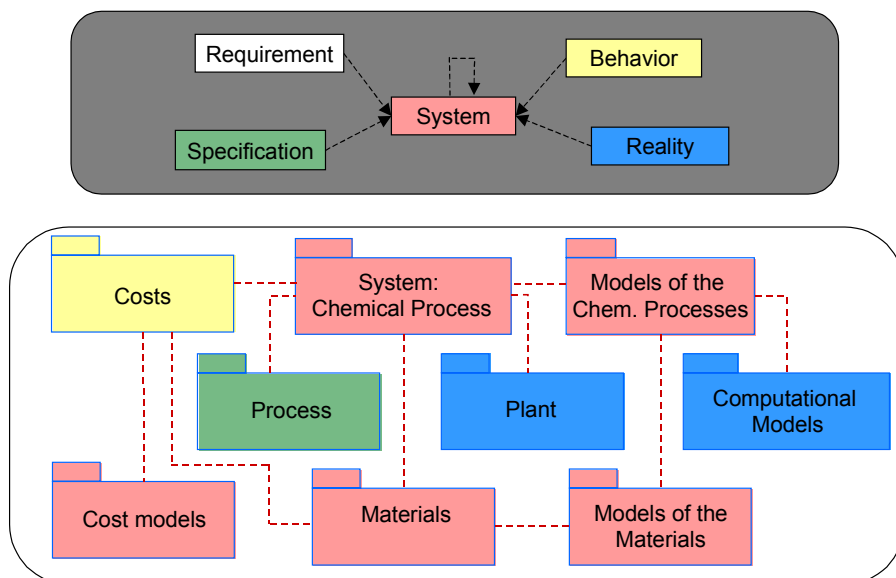 Requirement
Behavior
System
Specification
Reality
Costs
System:
Chemical Process
Models of the
Chem. Processes
Process
Plant
Computational
Models
Cost models
Materials
Models of the
Materials